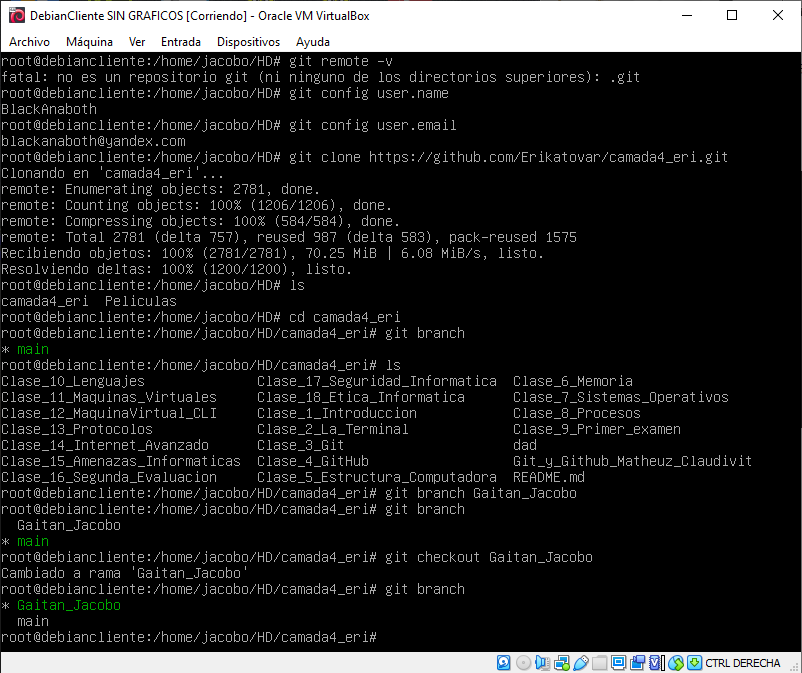 DebianCliente SIN GRAFICOS [Corriendo] - Oracle VM VirtualBox
Archivo Máquina Ver Entrada Dispositivos Ayuda
root@debiancliente:/home/jacobo/HD# git remote -v
fatal: no es un repositorio git (ni ninguno de los directorios superiores): .git
root@debiancliente:/home/jacobo/HD# git config user.name
BlackAnaboth
root@debiancliente:/home/jacobo/HD# git config user.email
blackanaboth@yandex.com
root@debiancliente:/home/jacobo/HD# git clone https://github.com/Erikatovar/camada4_eri.git
Clonando en 'camada4_eri'...
remote: Enumerating objects: 2781, done.
remote: Counting objects: 100% (1206/1206), done.
remote: Compressing objects: 100% (584/584), done.
remote: Total 2781 (delta 757), reused 987 (delta 583), pack-reused 1575
Recibiendo objetos: 100% (2781/2781), 70.25 MiB | 6.08 MiB/s, listo.
Resolviendo deltas: 100% (1200/1200), listo.
root@debiancliente:/home/jacobo/HD# ls
camada4_eri  Peliculas
root@debiancliente:/home/jacobo/HD# cd camada4_eri
root@debiancliente:/home/jacobo/HD/camada4_eri# git branch
* main
root@debiancliente:/home/jacobo/HD/camada4_eri# ls
Clase_10_Lenguajes              Clase_17_Seguridad_Informatica  Clase_6_Memoria
Clase_11_Maquinas_Virtuales     Clase_18_Etica_Informatica      Clase_7_Sistemas_Operativos
Clase_12_MaquinaVirtual_CLI     Clase_1_Introduccion            Clase_8_Procesos
Clase_13_Protocolos             Clase_2_La_Terminal             Clase_9_Primer_examen
Clase_14_Internet_Avanzado      Clase_3_Git                     dad
Clase_15_Amenazas_Informaticas  Clase_4_GitHub                  Git_y_Github_Matheuz_Claudivit
Clase_16_Segunda_Evaluacion     Clase_5_Estructura_Computadora  README.md
root@debiancliente:/home/jacobo/HD/camada4_eri# git branch Gaitan_Jacobo
root@debiancliente:/home/jacobo/HD/camada4_eri# git branch
  Gaitan_Jacobo
* main
root@debiancliente:/home/jacobo/HD/camada4_eri# git checkout Gaitan_Jacobo
Cambiado a rama 'Gaitan_Jacobo'
root@debiancliente:/home/jacobo/HD/camada4_eri# git branch
* Gaitan_Jacobo
  main
root@debiancliente:/home/jacobo/HD/camada4_eri#
CTRL DERECHA